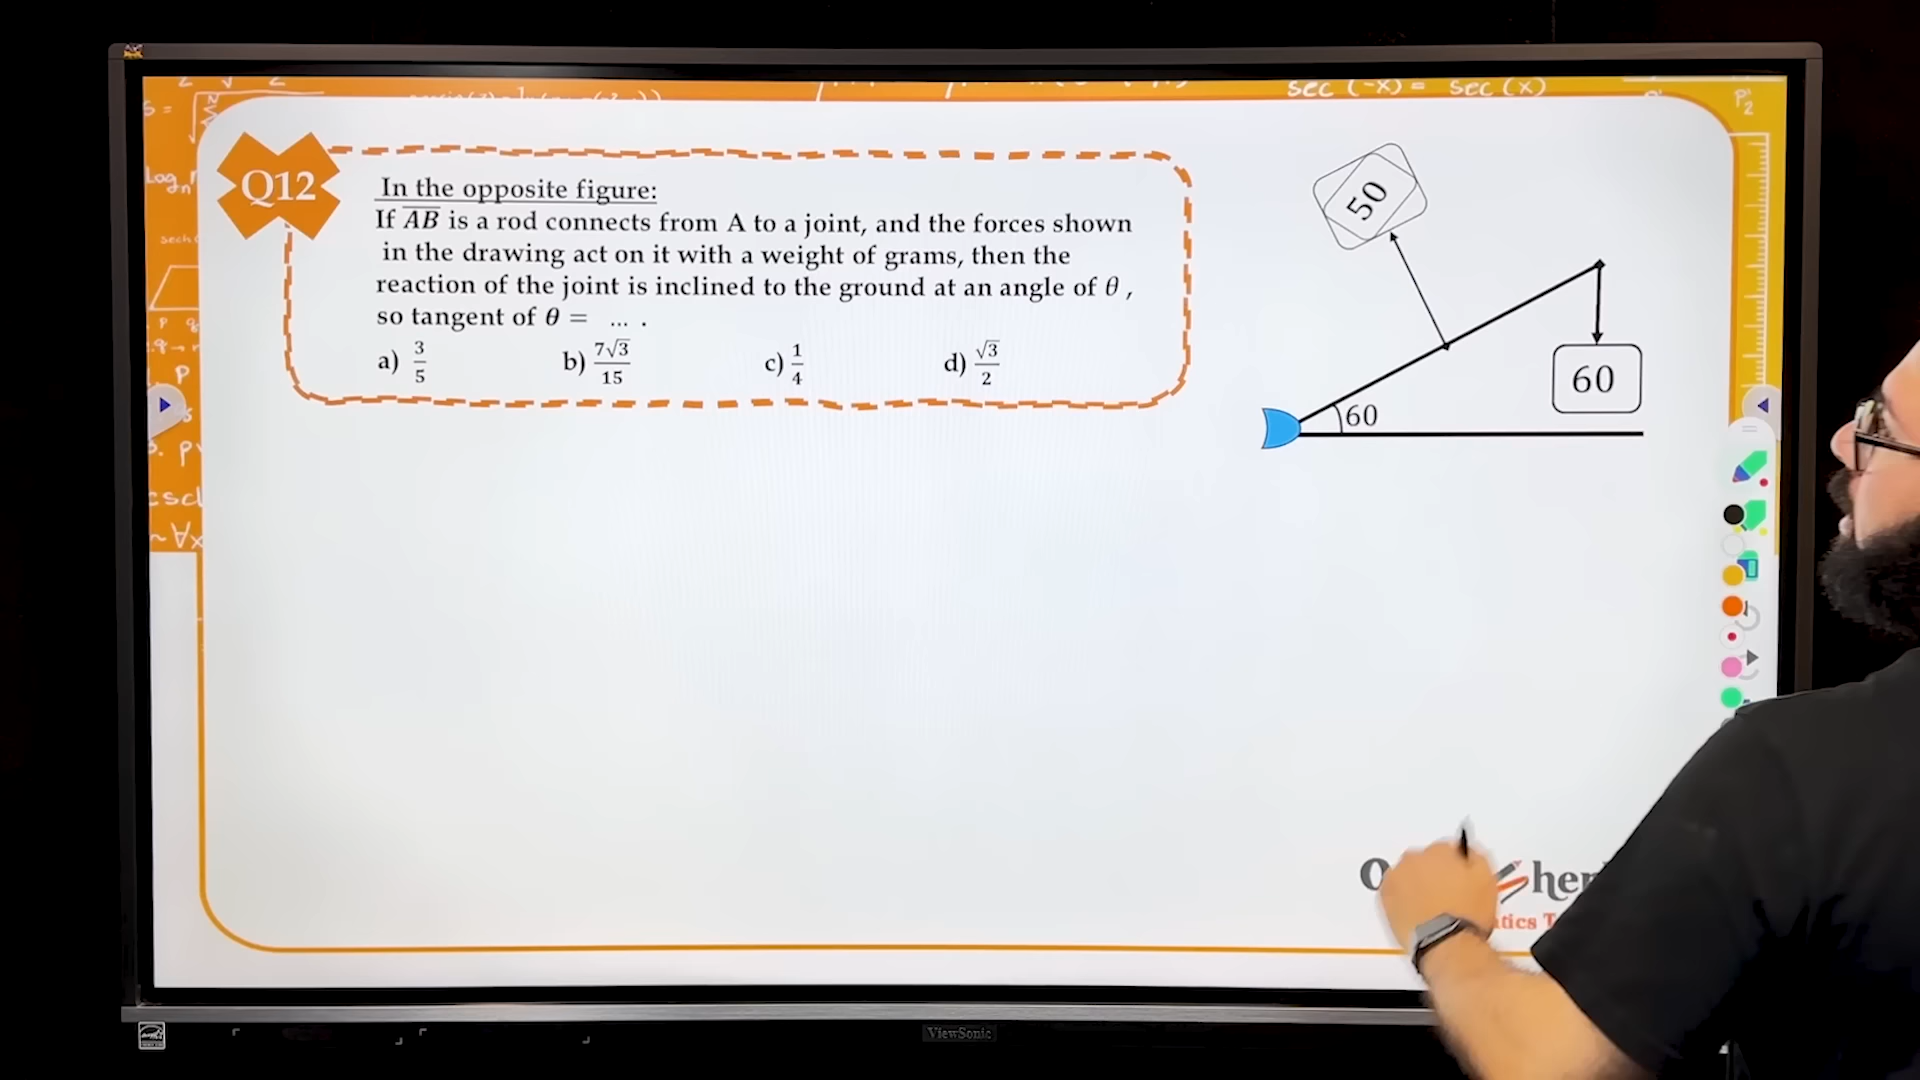 sec (-x) = sec (x)
Q12
In the opposite figure:
If AB is a rod connects from A to a joint, and the forces shown
in the drawing act on it with a weight of grams, then the
reaction of the joint is inclined to the ground at an angle of θ ,
so tangent of θ = ... .
a) 3/5 b) 7√3/15 c) 1/4 d) √3/2
50
60
60
ViewSonic